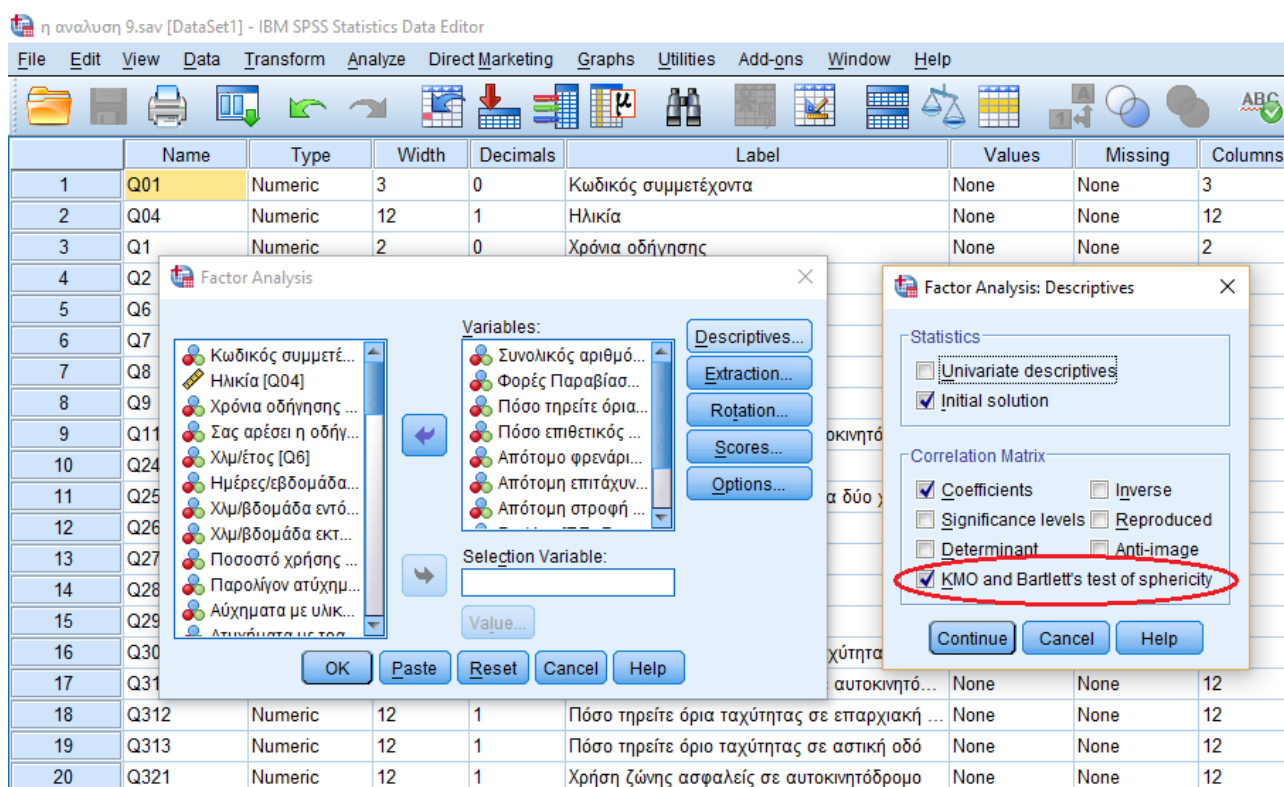 η αναλυση 9.sav [DataSet1] - IBM SPSS Statistics Data Editor
File Edit View Data Transform Analyze Direct Marketing Graphs Utilities Add-ons Window Help
Name Type Width Decimals Label Values Missing Columns
1 Q01 Numeric 3 0 Κωδικός συμμετέχοντα None None 3
2 Q04 Numeric 12 1 Ηλικία None None 12
3 Q1 Numeric 2 0 Χρόνια οδήγησης None None 2
4 Q2
5 Q6
6 Q7
7 Q8
8 Q9
9 Q11 οκινητό
10 Q24
11 Q25 α δύο
12 Q26
13 Q27
14 Q28
15 Q29
16 Q30 χύτητα
17 Q31 αυτοκινητό... None None 12
18 Q312 Numeric 12 1 Πόσο τηρείτε όρια ταχύτητας σε επαρχιακή ... None None 12
19 Q313 Numeric 12 1 Πόσο τηρείτε όριο ταχύτητας σε αστική οδό None None 12
20 Q321 Numeric 12 1 Χρήση ζώνης ασφαλείς σε αυτοκινητόδρομο None None 12
Factor Analysis
Κωδικός συμμετέ...
Ηλικία [Q04]
Χρόνια οδήγησης ...
Σας αρέσει η οδήγ...
Χλμ/έτος [Q6]
Ημέρες/εβδομάδα...
Χλμ/βδομάδα εντό...
Χλμ/βδομάδα εκτ...
Ποσοστό χρήσης ...
Παρολίγον ατύχημ...
Αύχηματα με υλικ...
Variables:
Συνολικός αριθμό...
Φορές Παραβίασ...
Πόσο τηρείτε όρια...
Πόσο επιθετικός ...
Απότομο φρενάρι...
Απότομη επιτάχυν...
Απότομη στροφή ...
Selection Variable:
Value...
Descriptives...
Extraction...
Rotation...
Scores...
Options...
OK Paste Reset Cancel Help
Factor Analysis: Descriptives
Statistics
Univariate descriptives
Initial solution
Correlation Matrix
Coefficients Inverse
Significance levels Reproduced
Determinant Anti-image
KMO and Bartlett's test of sphericity
Continue Cancel Help